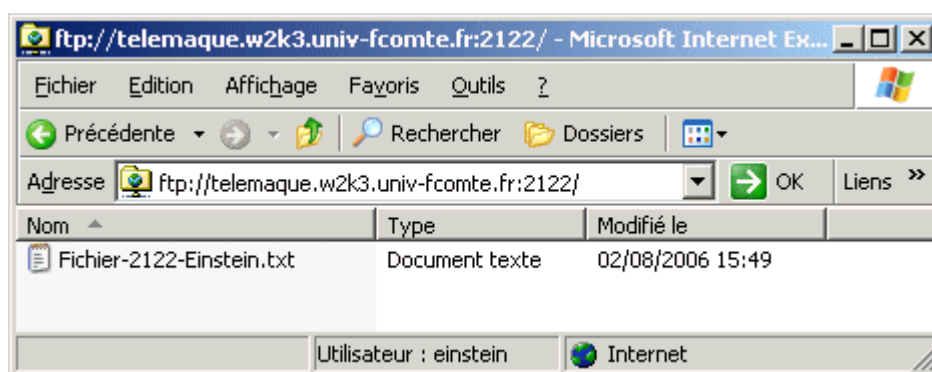 ftp://telemaque.w2k3.univ-fcomte.fr:2122/ - Microsoft Internet Ex...
Fichier Edition Affichage Favoris Outils ?
Précédente Rechercher Dossiers
Adresse ftp://telemaque.w2k3.univ-fcomte.fr:2122/ OK Liens »
Nom Type Modifié le
Fichier-2122-Einstein.txt Document texte 02/08/2006 15:49
Utilisateur : einstein Internet